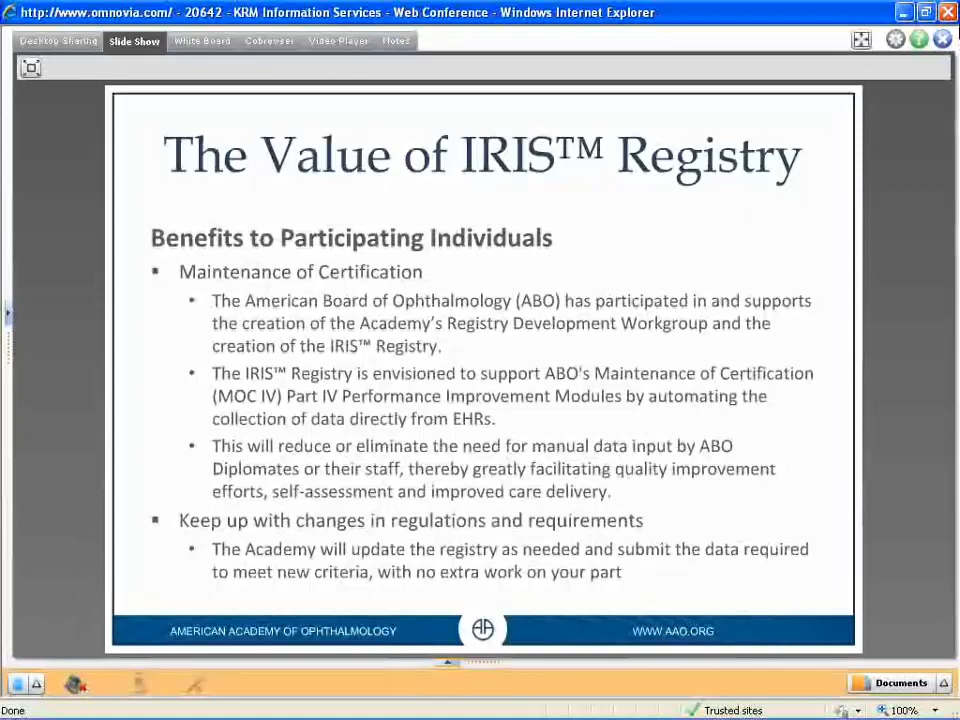 http://www.omnovia.com/ - 20642 - KRM Information Services - Web Conference - Windows Internet Explorer
Desktop Sharing Slide Show White Board Cobrowser Video Player Notes
The Value of IRIS™ Registry
Benefits to Participating Individuals
▪ Maintenance of Certification
• The American Board of Ophthalmology (ABO) has participated in and supports
the creation of the Academy's Registry Development Workgroup and the
creation of the IRIS™ Registry.
• The IRIS™ Registry is envisioned to support ABO's Maintenance of Certification
(MOC IV) Part IV Performance Improvement Modules by automating the
collection of data directly from EHRs.
• This will reduce or eliminate the need for manual data input by ABO
Diplomates or their staff, thereby greatly facilitating quality improvement
efforts, self-assessment and improved care delivery.
▪ Keep up with changes in regulations and requirements
• The Academy will update the registry as needed and submit the data required
to meet new criteria, with no extra work on your part
AMERICAN ACADEMY OF OPHTHALMOLOGY WWW.AAO.ORG
Documents
Done Trusted sites 100%